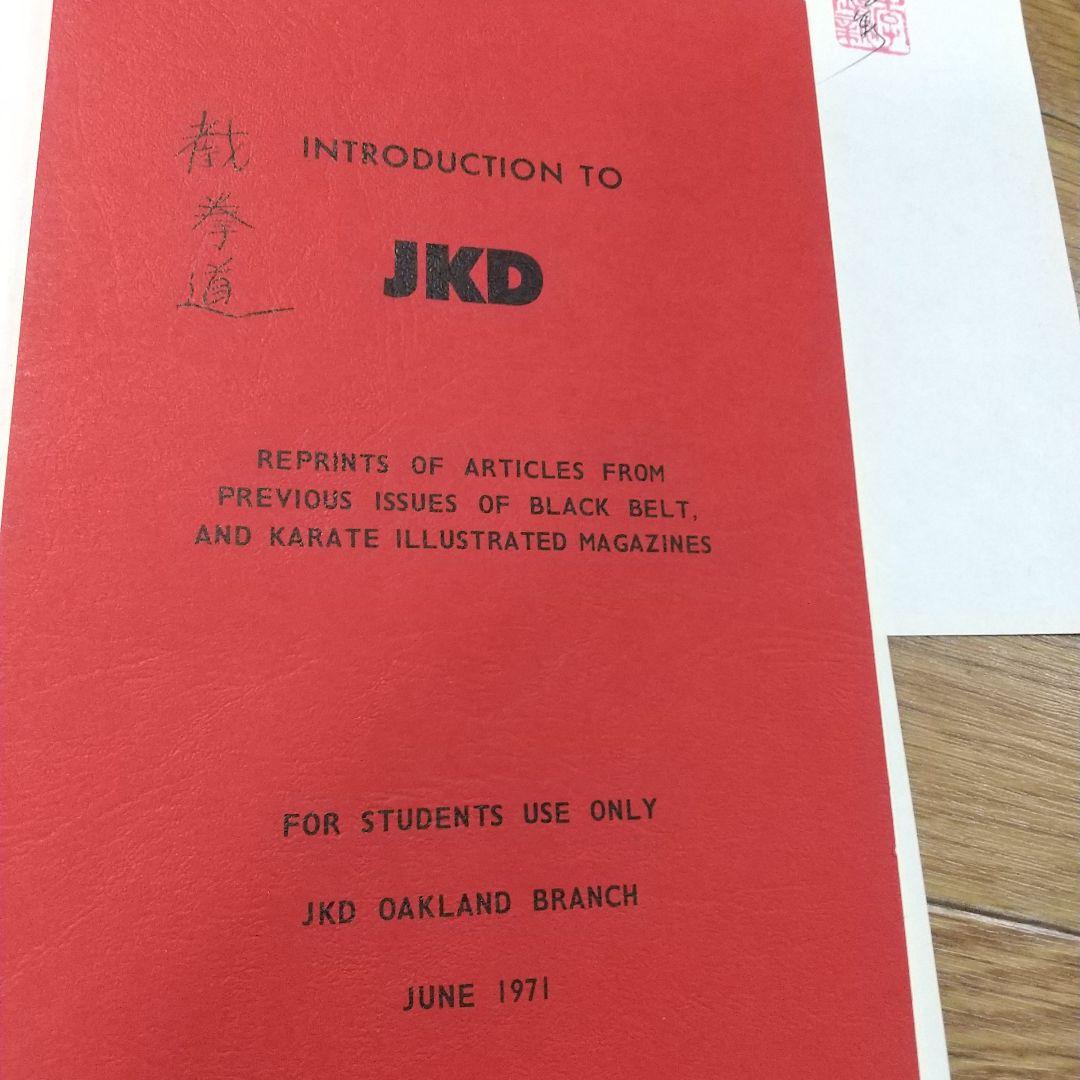 截
拳
道
INTRODUCTION TO
JKD
REPRINTS OF ARTICLES FROM
PREVIOUS ISSUES OF BLACK BELT,
AND KARATE ILLUSTRATED MAGAZINES
FOR STUDENTS USE ONLY
JKD OAKLAND BRANCH
JUNE 1971